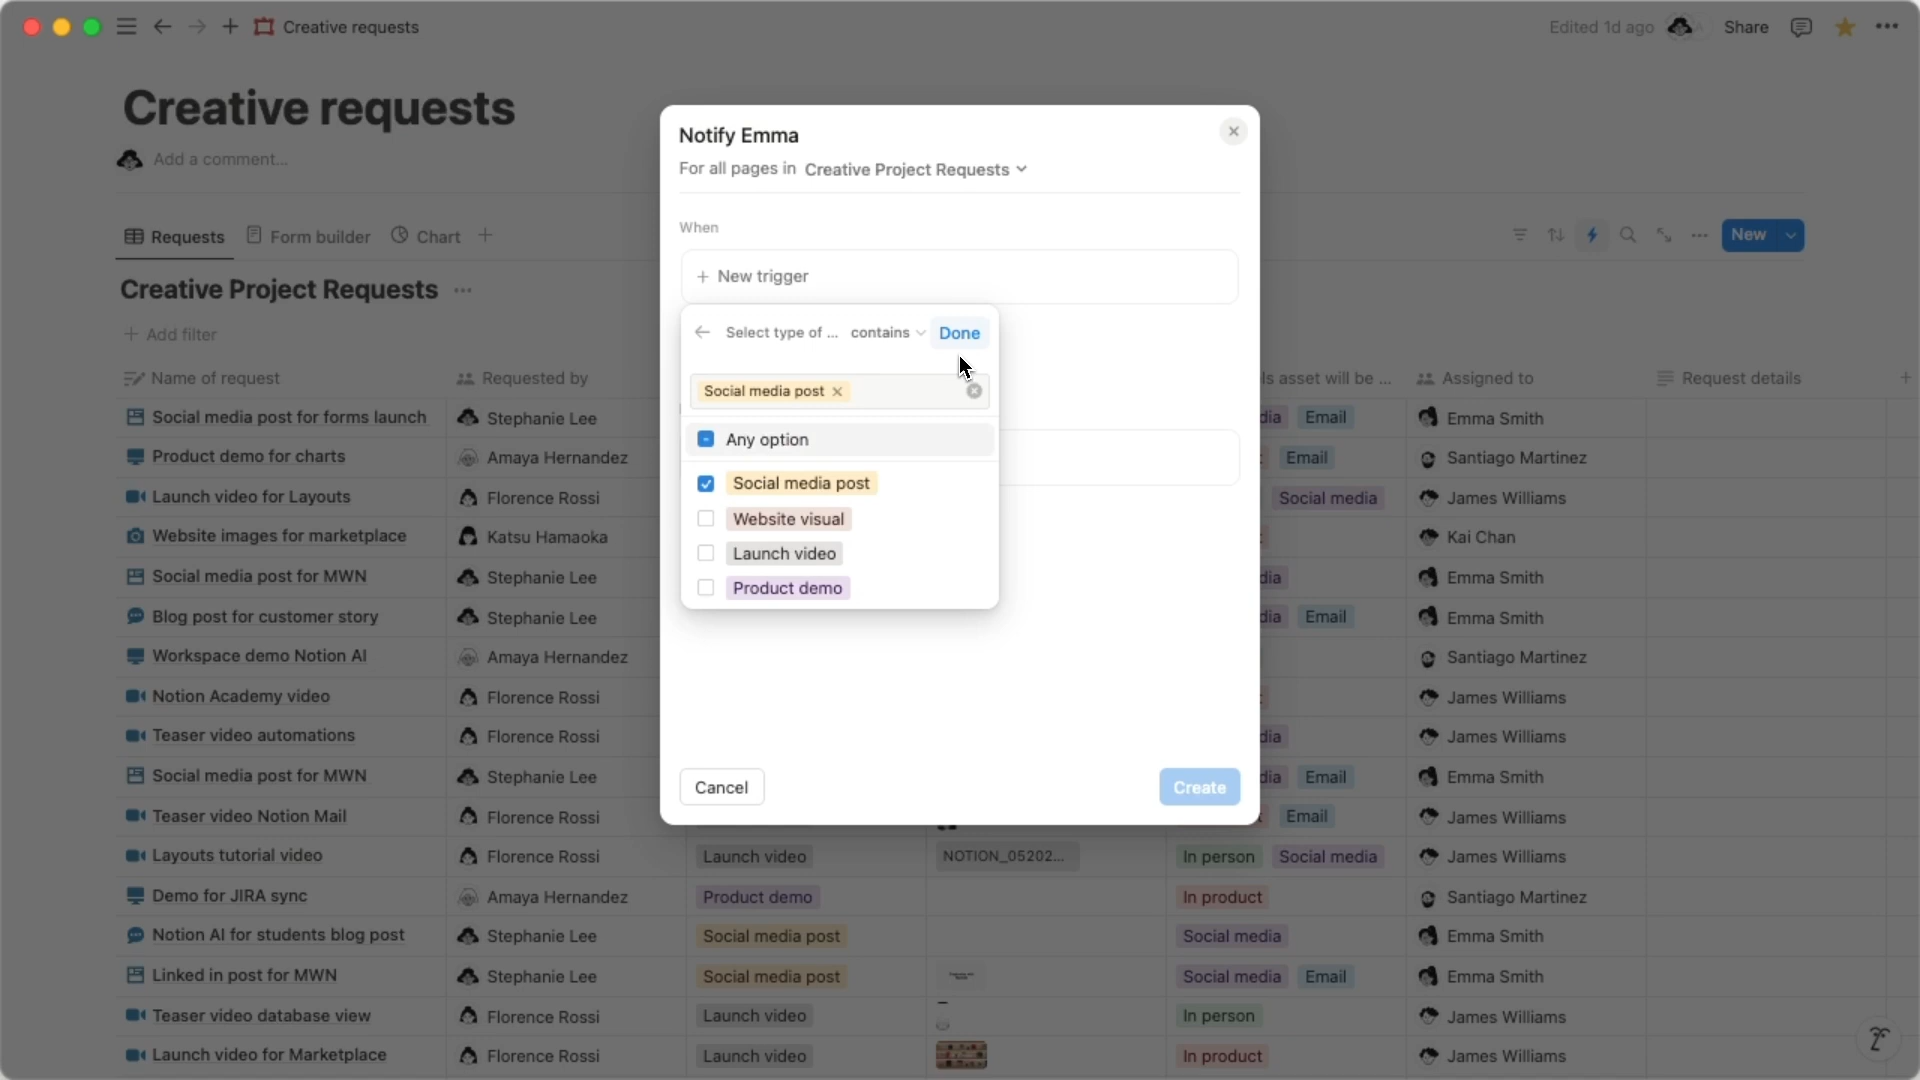 Creative requests
Edited 1d ago
Share
Creative requests
Add a comment...
Requests
Form builder
Chart
New
Creative Project Requests
Add filter
Notify Emma
For all pages in Creative Project Requests
When
New trigger
Select type of ... contains Done
Social media post
Any option
Social media post
Website visual
Launch video
Product demo
Cancel
Create
Name of request Requested by ls asset will be ... Assigned to Request details
Social media post for forms launch Stephanie Lee dia Email Emma Smith
Product demo for charts Amaya Hernandez Email Santiago Martinez
Launch video for Layouts Florence Rossi Social media James Williams
Website images for marketplace Katsu Hamaoka Kai Chan
Social media post for MWN Stephanie Lee dia Emma Smith
Blog post for customer story Stephanie Lee dia Email Emma Smith
Workspace demo Notion AI Amaya Hernandez Santiago Martinez
Notion Academy video Florence Rossi James Williams
Teaser video automations Florence Rossi dia James Williams
Social media post for MWN Stephanie Lee dia Email Emma Smith
Teaser video Notion Mail Florence Rossi Email James Williams
Layouts tutorial video Florence Rossi Launch video NOTION_05202... In person Social media James Williams
Demo for JIRA sync Amaya Hernandez Product demo In product Santiago Martinez
Notion AI for students blog post Stephanie Lee Social media post Social media Emma Smith
Linked in post for MWN Stephanie Lee Social media post Social media Email Emma Smith
Teaser video database view Florence Rossi Launch video In person James Williams
Launch video for Marketplace Florence Rossi Launch video In product James Williams